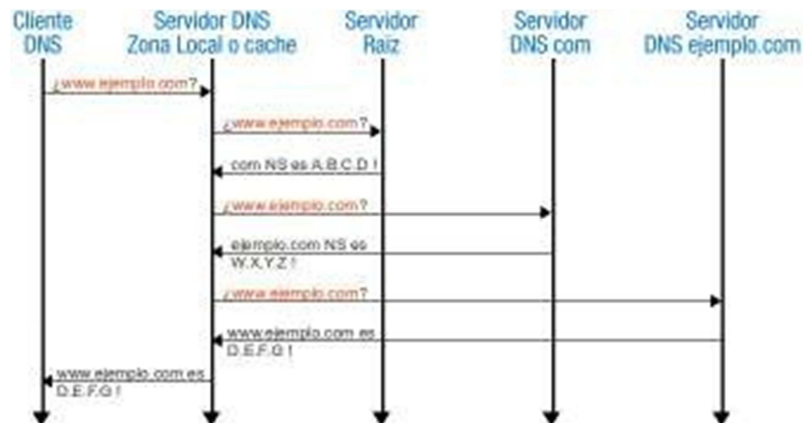 Cliente
DNS
Servidor DNS
Zona Local o cache
Servidor
Raíz
Servidor
DNS com
Servidor
DNS ejemplo.com
¿www.ejemplo.com?
¿www.ejemplo.com?
com NS es A.B.C.D !
¿www.ejemplo.com?
ejemplo.com NS es
W.X.Y.Z !
¿www.ejemplo.com?
www.ejemplo.com es
D.E.F.G !
www.ejemplo.com es
D.E.F.G !